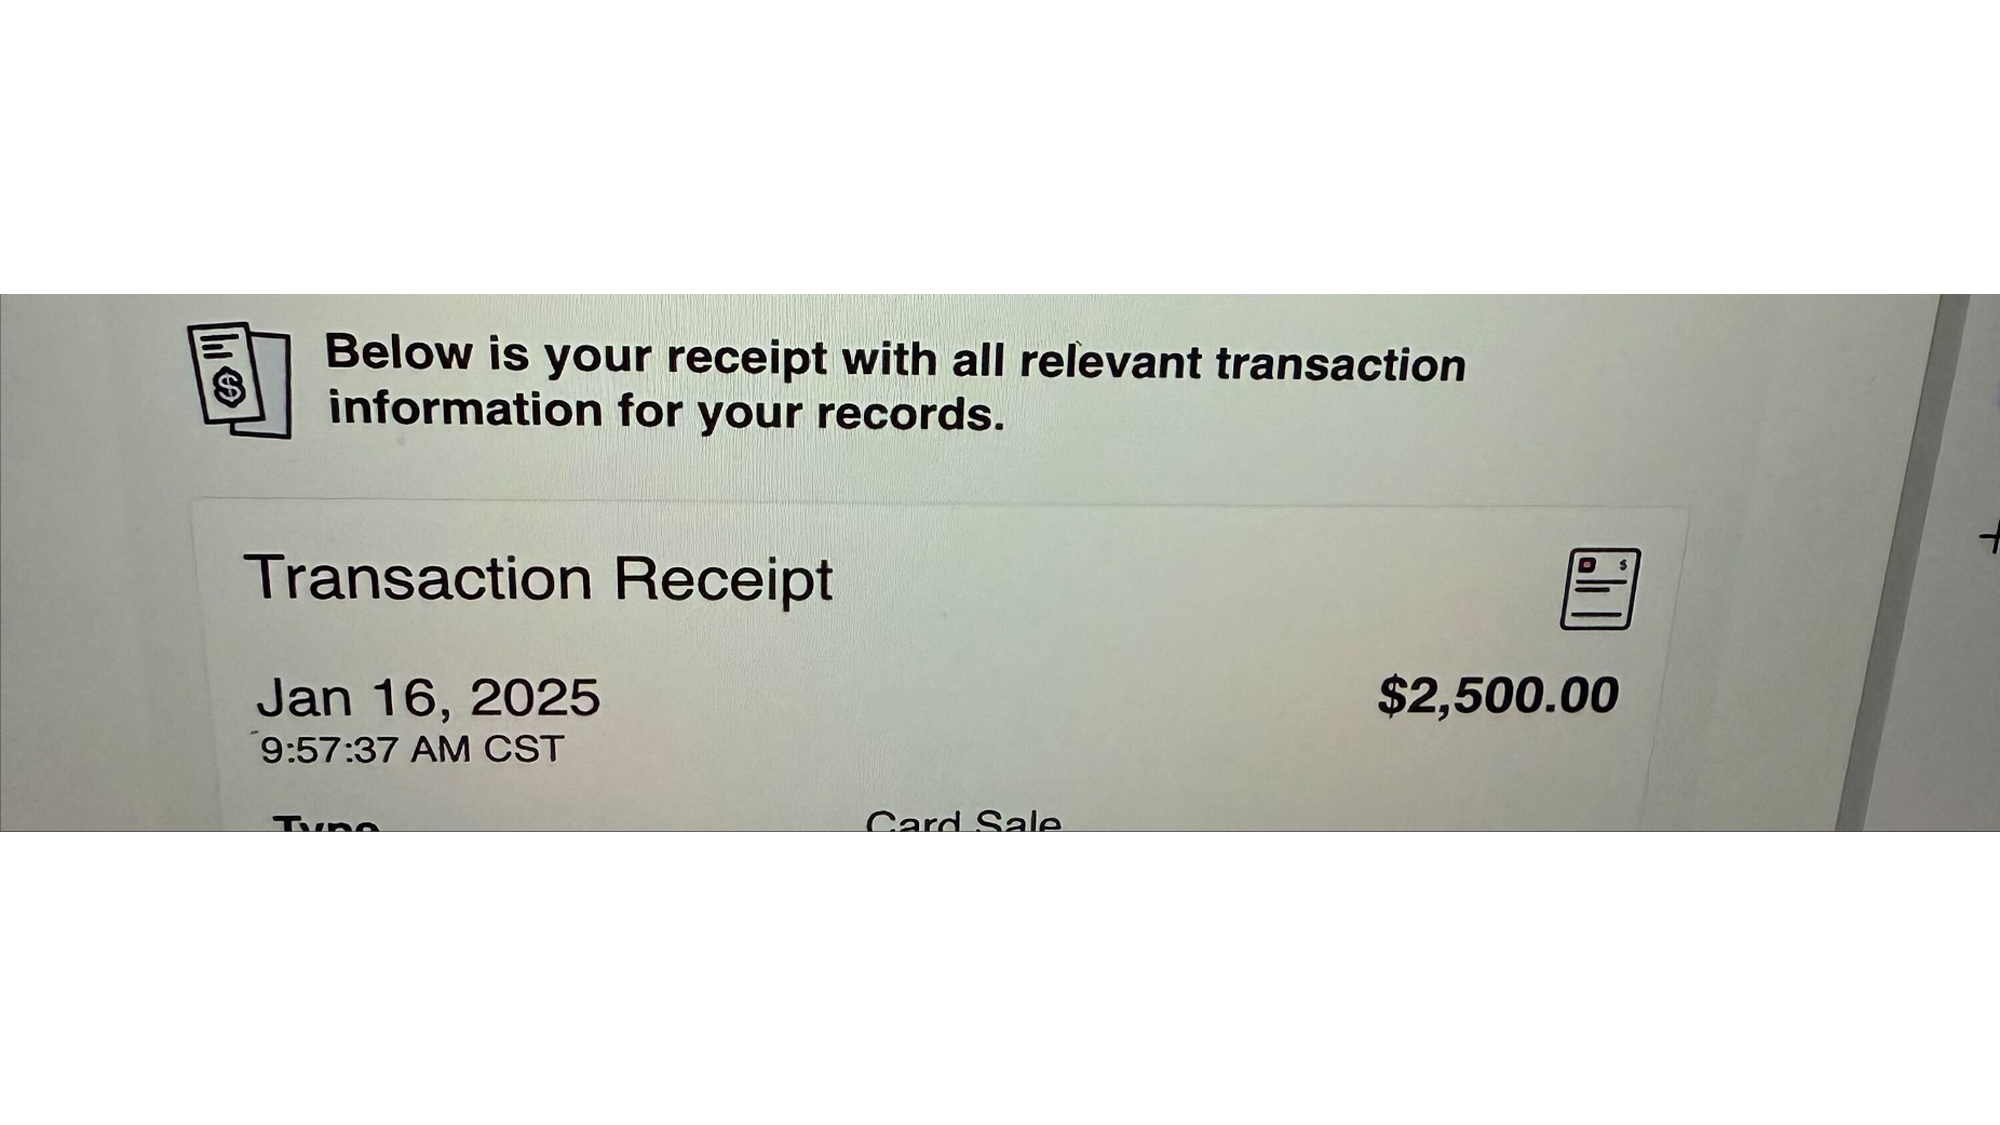 Below is your receipt with all relevant transaction
information for your records.
Transaction Receipt
Jan 16, 2025
$2,500.00
9:57:37 AM CST
Type
Card Sale